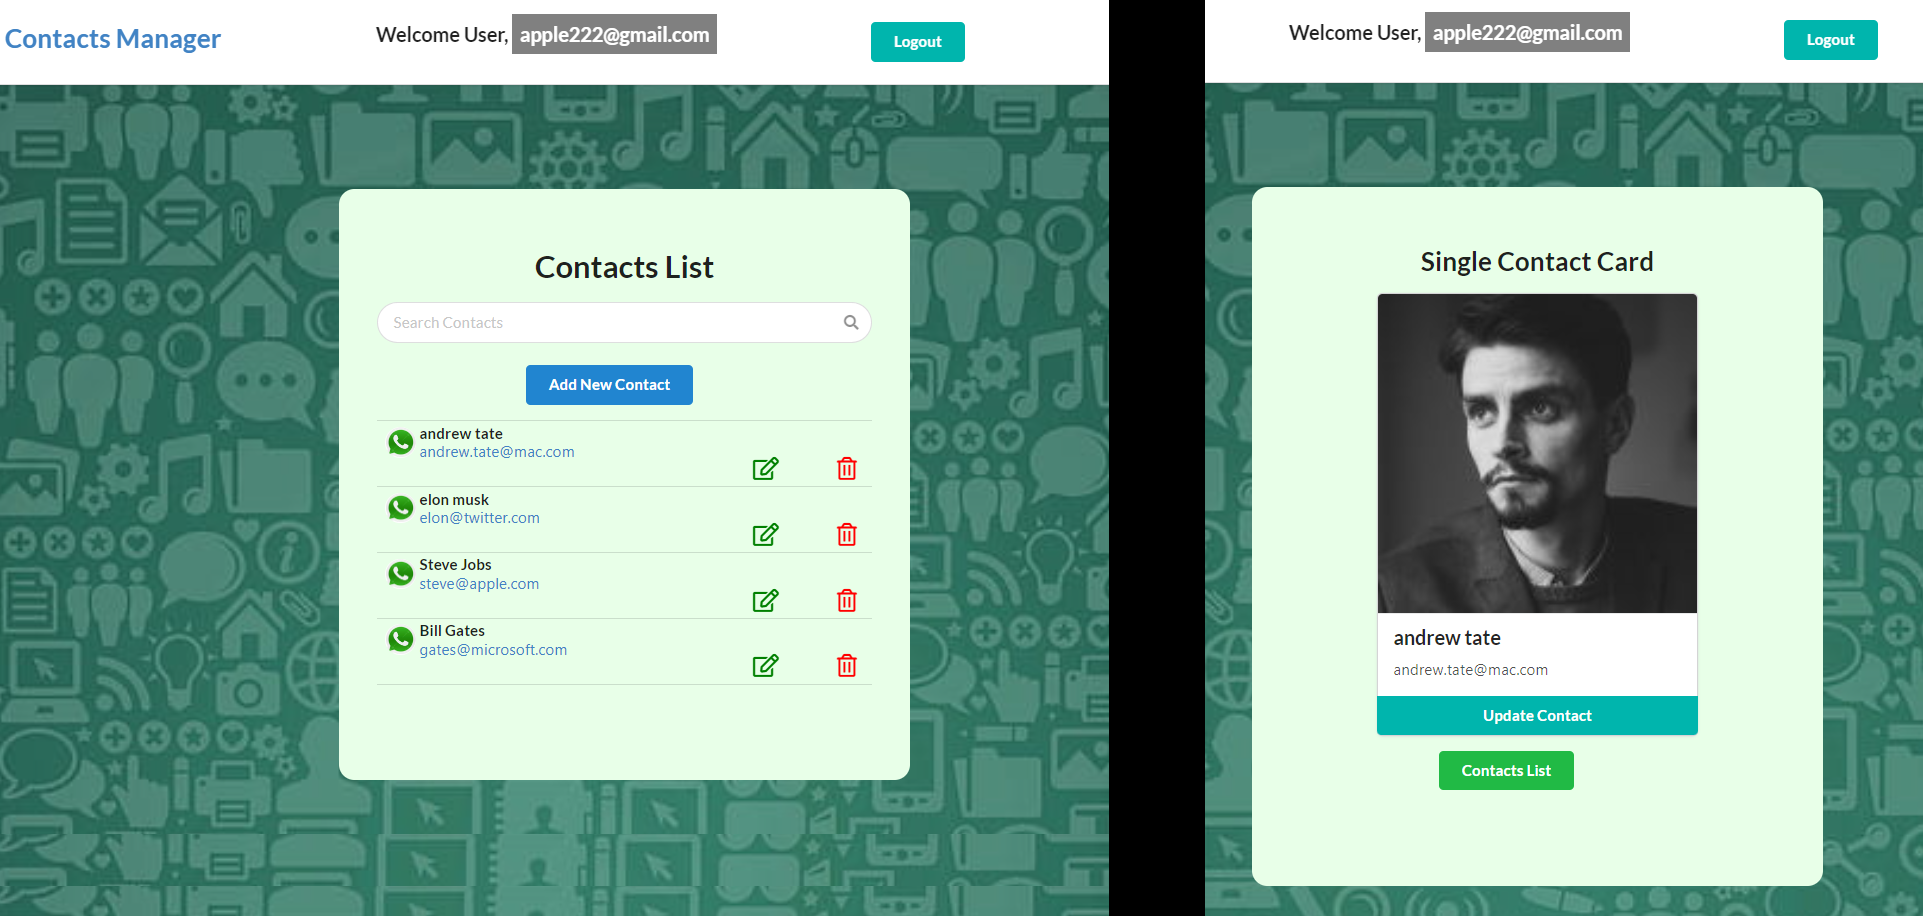 Contacts Manager
Welcome User, apple222@gmail.com
Logout
Contacts List
Search Contacts
Add New Contact
andrew tate
andrew.tate@mac.com
elon musk
elon@twitter.com
Steve Jobs
steve@apple.com
Bill Gates
gates@microsoft.com
Welcome User, apple222@gmail.com
Logout
Single Contact Card
andrew tate
andrew.tate@mac.com
Update Contact
Contacts List